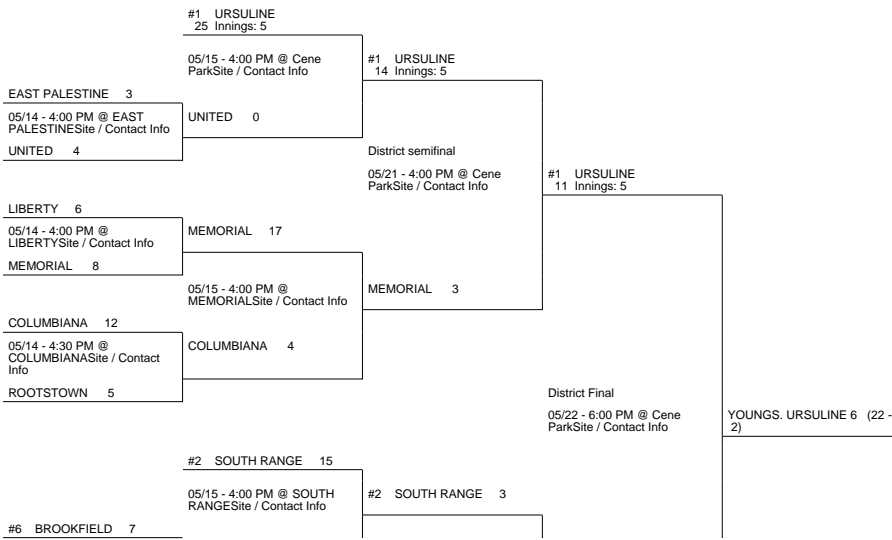 #1 URSULINE
25 Innings: 5
05/15 - 4:00 PM @ Cene
ParkSite / Contact Info
#1 URSULINE
14 Innings: 5
EAST PALESTINE 3
05/14 - 4:00 PM @ EAST
PALESTINESite / Contact Info
UNITED 0
UNITED 4
District semifinal
05/21 - 4:00 PM @ Cene
ParkSite / Contact Info
#1 URSULINE
11 Innings: 5
LIBERTY 6
05/14 - 4:00 PM @
LIBERTYSite / Contact Info
MEMORIAL 17
MEMORIAL 8
05/15 - 4:00 PM @
MEMORIALSite / Contact Info
MEMORIAL 3
COLUMBIANA 12
05/14 - 4:30 PM @
COLUMBIANASite / Contact
Info
COLUMBIANA 4
ROOTSTOWN 5
District Final
05/22 - 6:00 PM @ Cene
ParkSite / Contact Info
YOUNGS. URSULINE 6 (22 -
2)
#2 SOUTH RANGE 15
05/15 - 4:00 PM @ SOUTH
RANGESite / Contact Info
#2 SOUTH RANGE 3
#6 BROOKFIELD 7